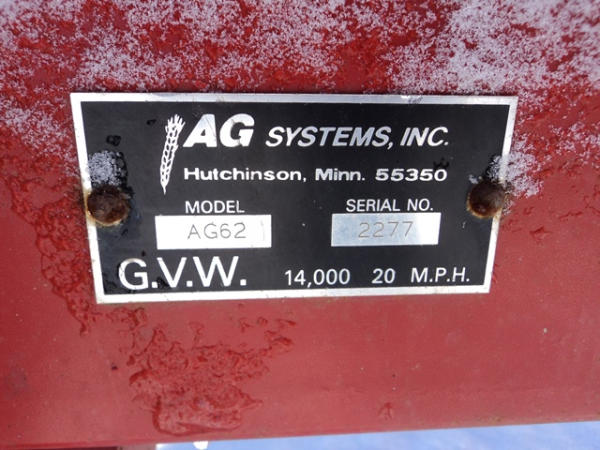 AG SYSTEMS, INC.
Hutchinson, Minn. 55350
MODEL SERIAL NO.
AG62 2277
G.V.W. 14,000 20 M.P.H.